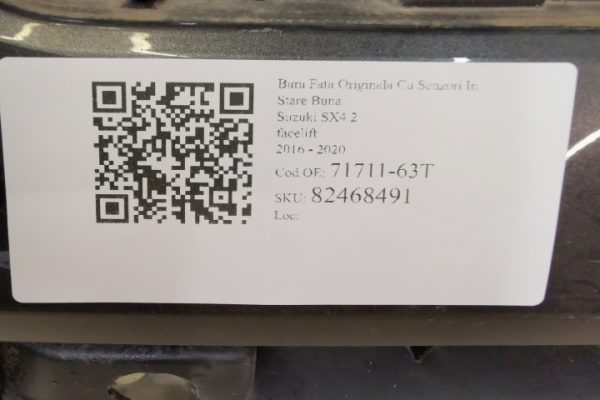 Bara Fata Originala Cu Senzori In
Stare Buna
Suzuki SX4 2
facelift
2016 - 2020
Cod OE: 71711-63T
SKU: 82468491
Loc: